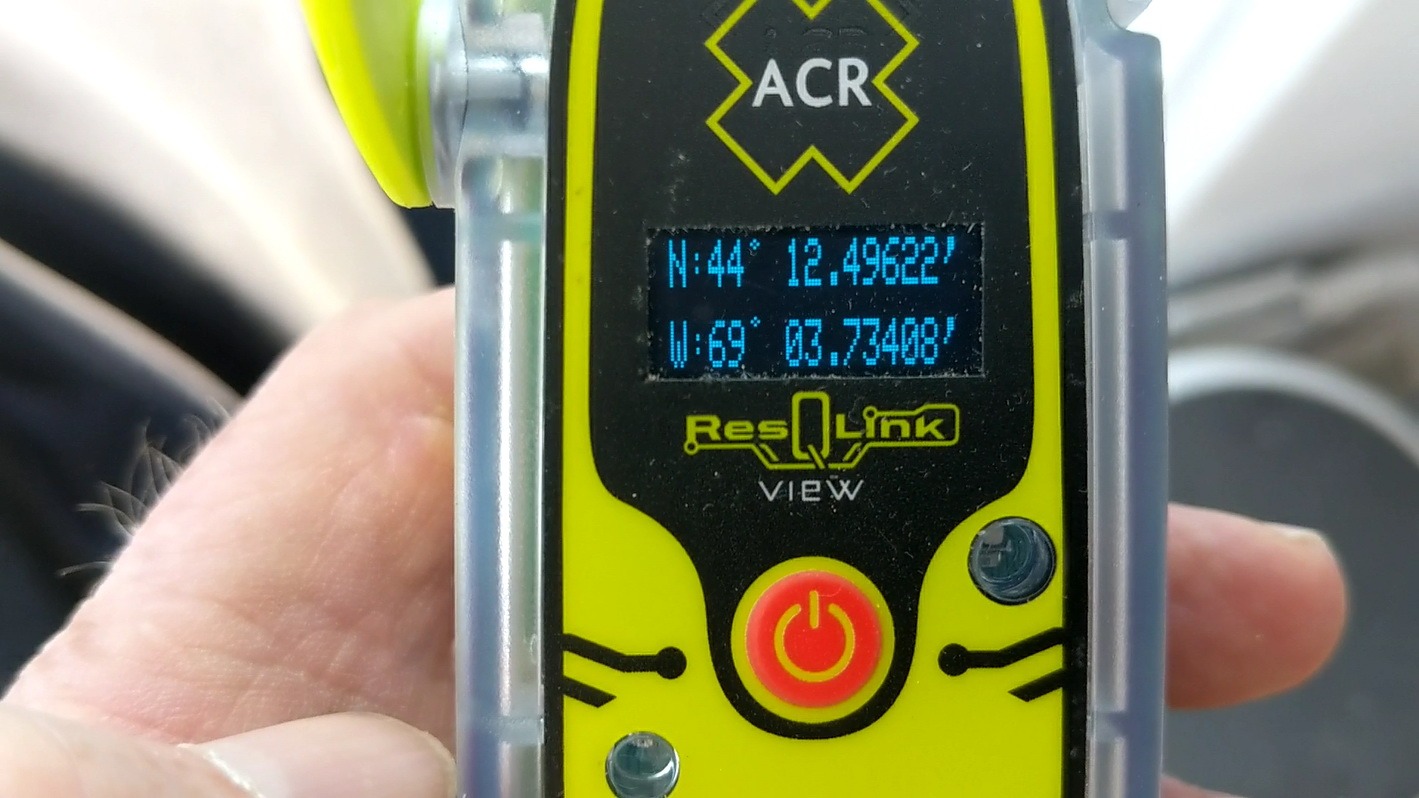 ACR
N:44° 12.49622'
W:69° 03.73408'
ResQLink
VIEW